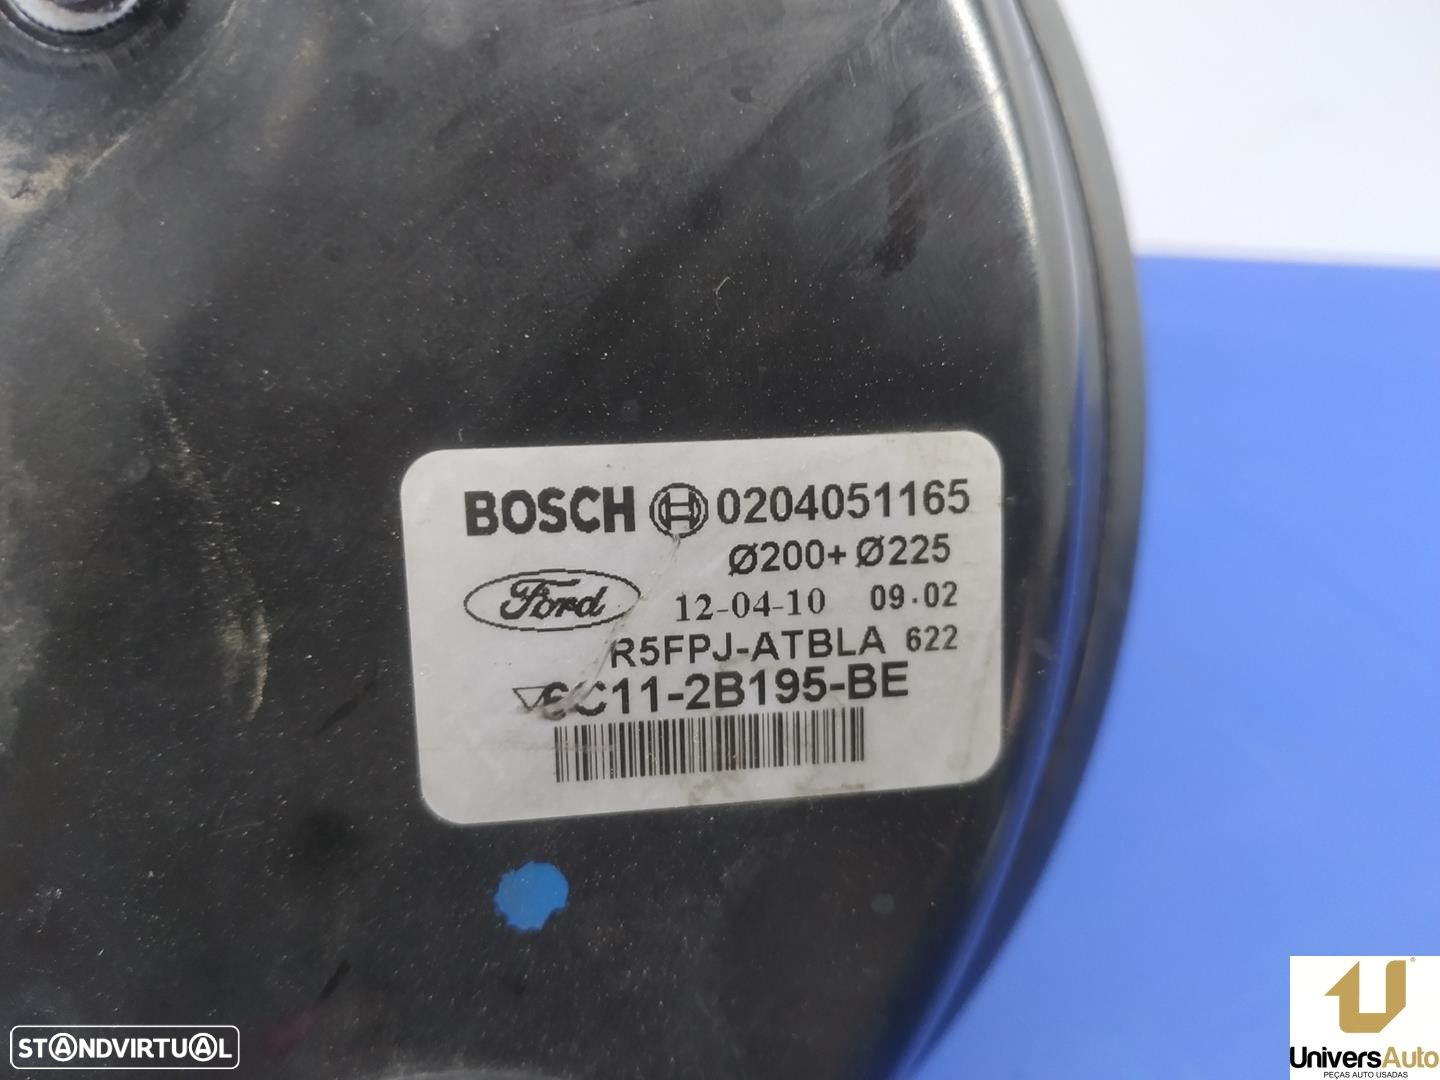 BOSCH 0204051165
Ø200+Ø225
Ford 12-04-10 09.02
R5FPJ-ATBLA 622
6C11-2B195-BE
STANDVIRTUAL
UniversAuto
PEÇAS AUTO USADAS